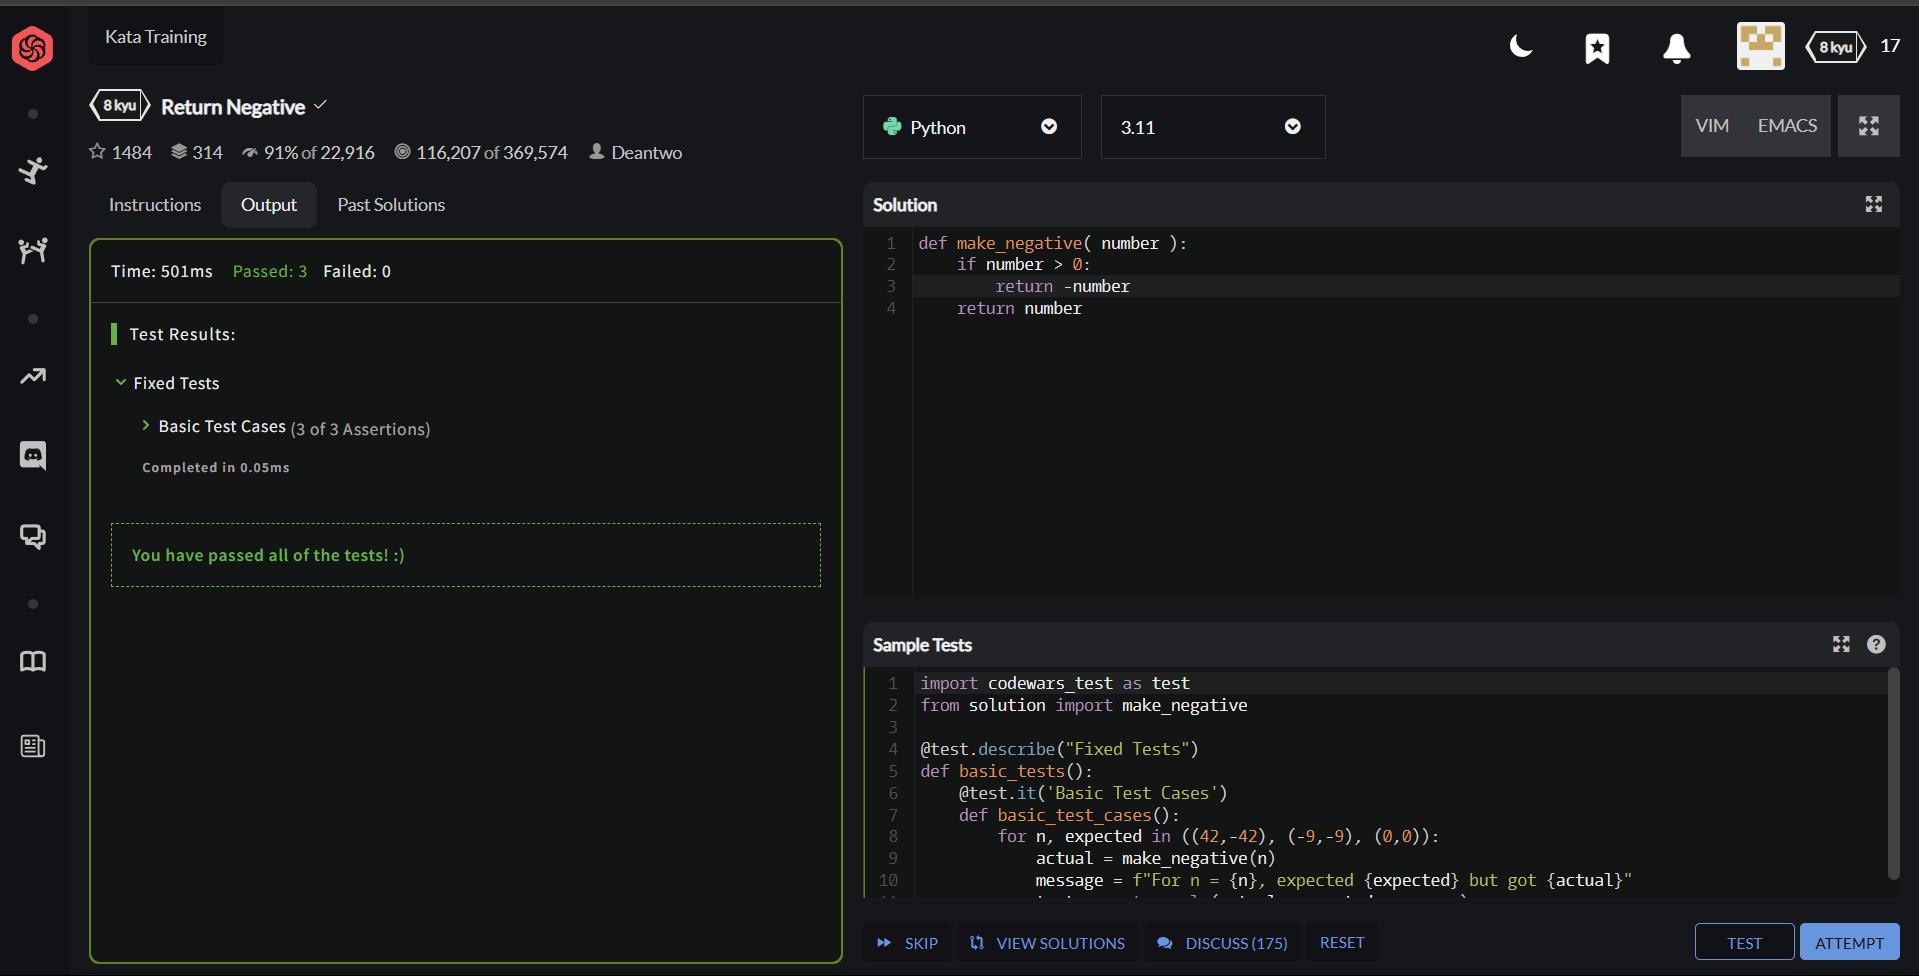 Kata Training
8 kyu
17
8 kyu Return Negative
1484 314 91% of 22,916 116,207 of 369,574 Deantwo
Instructions Output Past Solutions
Time: 501ms Passed: 3 Failed: 0
Test Results:
Fixed Tests
Basic Test Cases (3 of 3 Assertions)
Completed in 0.05ms
You have passed all of the tests! :)
Python
3.11
VIM EMACS
Solution
1 def make_negative( number ):
2     if number > 0:
3         return -number
4     return number
Sample Tests
1 import codewars_test as test
2 from solution import make_negative
3
4 @test.describe("Fixed Tests")
5 def basic_tests():
6     @test.it('Basic Test Cases')
7     def basic_test_cases():
8         for n, expected in ((42,-42), (-9,-9), (0,0)):
9             actual = make_negative(n)
10             message = f"For n = {n}, expected {expected} but got {actual}"
SKIP VIEW SOLUTIONS DISCUSS (175) RESET TEST ATTEMPT